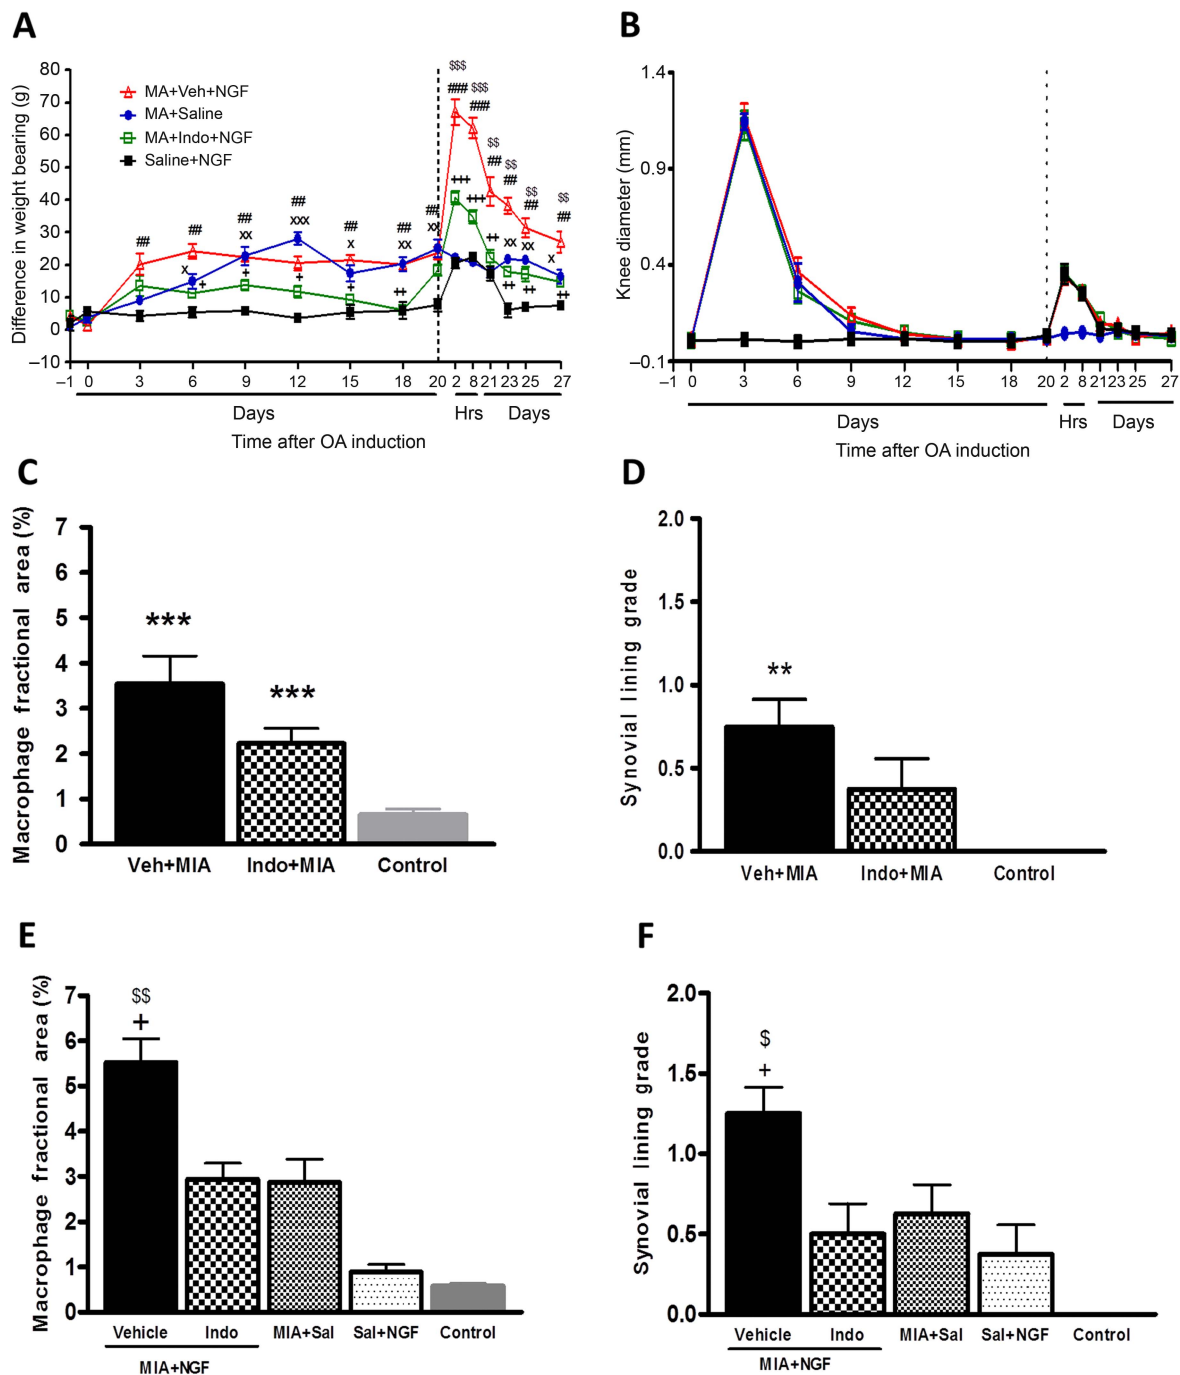 A
Difference in weight bearing (g)
80
70
60
50
40
30
20
10
0
−10
MA+Veh+NGF
MA+Saline
MA+Indo+NGF
Saline+NGF
$$$
###
$$$
###
$$
##
$$
##
$$
##
$$
##
##
##
##
xx
##
xxx
##
x
##
xx
##
xx
x
+
+
+
+
++
+++
+++
++
xx
xx
x
++
++
++
−1 0 3 6 9 12 15 18 20 2 8 21 23 25 27
Days Hrs Days
Time after OA induction
B
Knee diameter (mm)
1.4
0.9
0.4
−0.1
−1 0 3 6 9 12 15 18 20 2 8 21 23 25 27
Days Hrs Days
Time after OA induction
C
Macrophage fractional area (%)
7
6
5
4
3
2
1
0
***
***
Veh+MIA Indo+MIA Control
D
Synovial lining grade
2.0
1.5
1.0
0.5
0.0
**
Veh+MIA Indo+MIA Control
E
Macrophage fractional area (%)
7
6
5
4
3
2
1
0
$$
+
Vehicle Indo MIA+Sal Sal+NGF Control
MIA+NGF
F
Synovial lining grade
2.0
1.5
1.0
0.5
0.0
$
+
Vehicle Indo MIA+Sal Sal+NGF Control
MIA+NGF